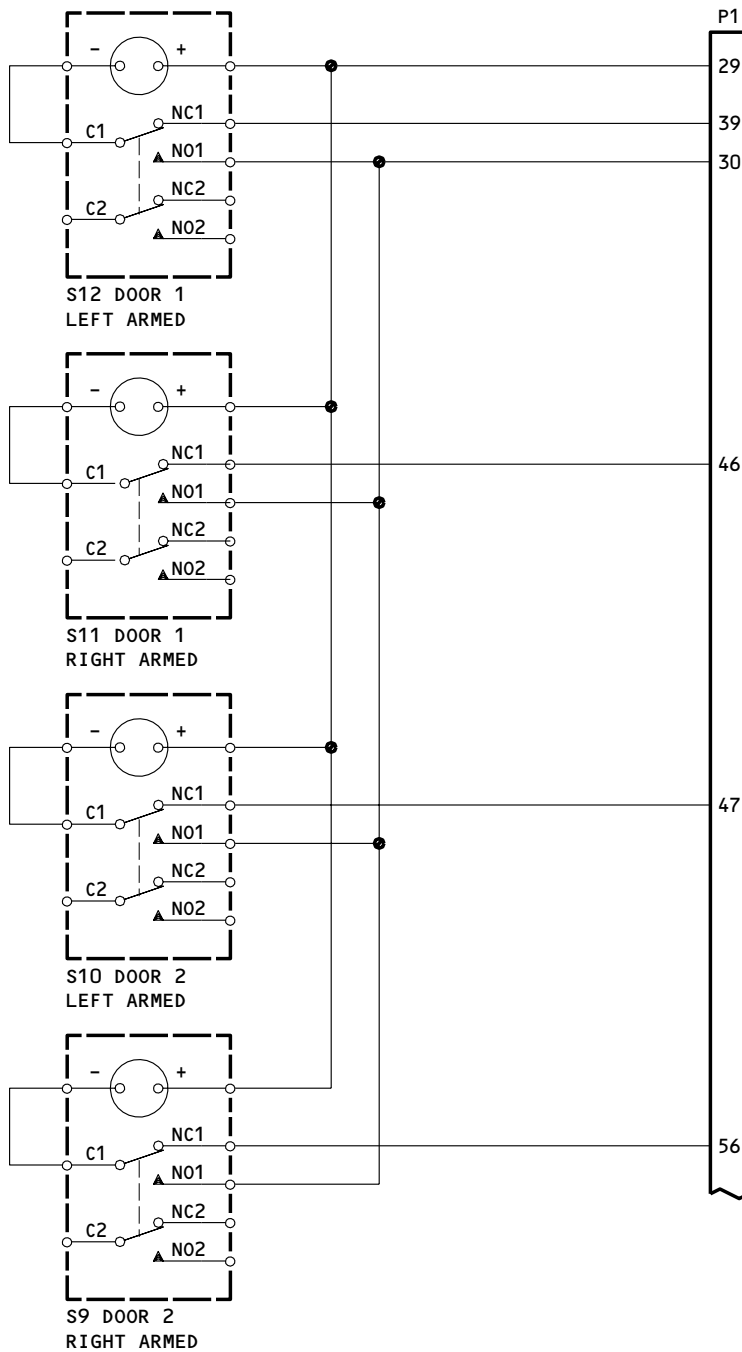 P1
- +
29
NC1
39
C1
NO1
30
NC2
C2
NO2
S12 DOOR 1
LEFT ARMED
- +
NC1
46
C1
NO1
NC2
C2
NO2
S11 DOOR 1
RIGHT ARMED
- +
NC1
47
C1
NO1
NC2
C2
NO2
S10 DOOR 2
LEFT ARMED
- +
NC1
56
C1
NO1
NC2
C2
NO2
S9 DOOR 2
RIGHT ARMED